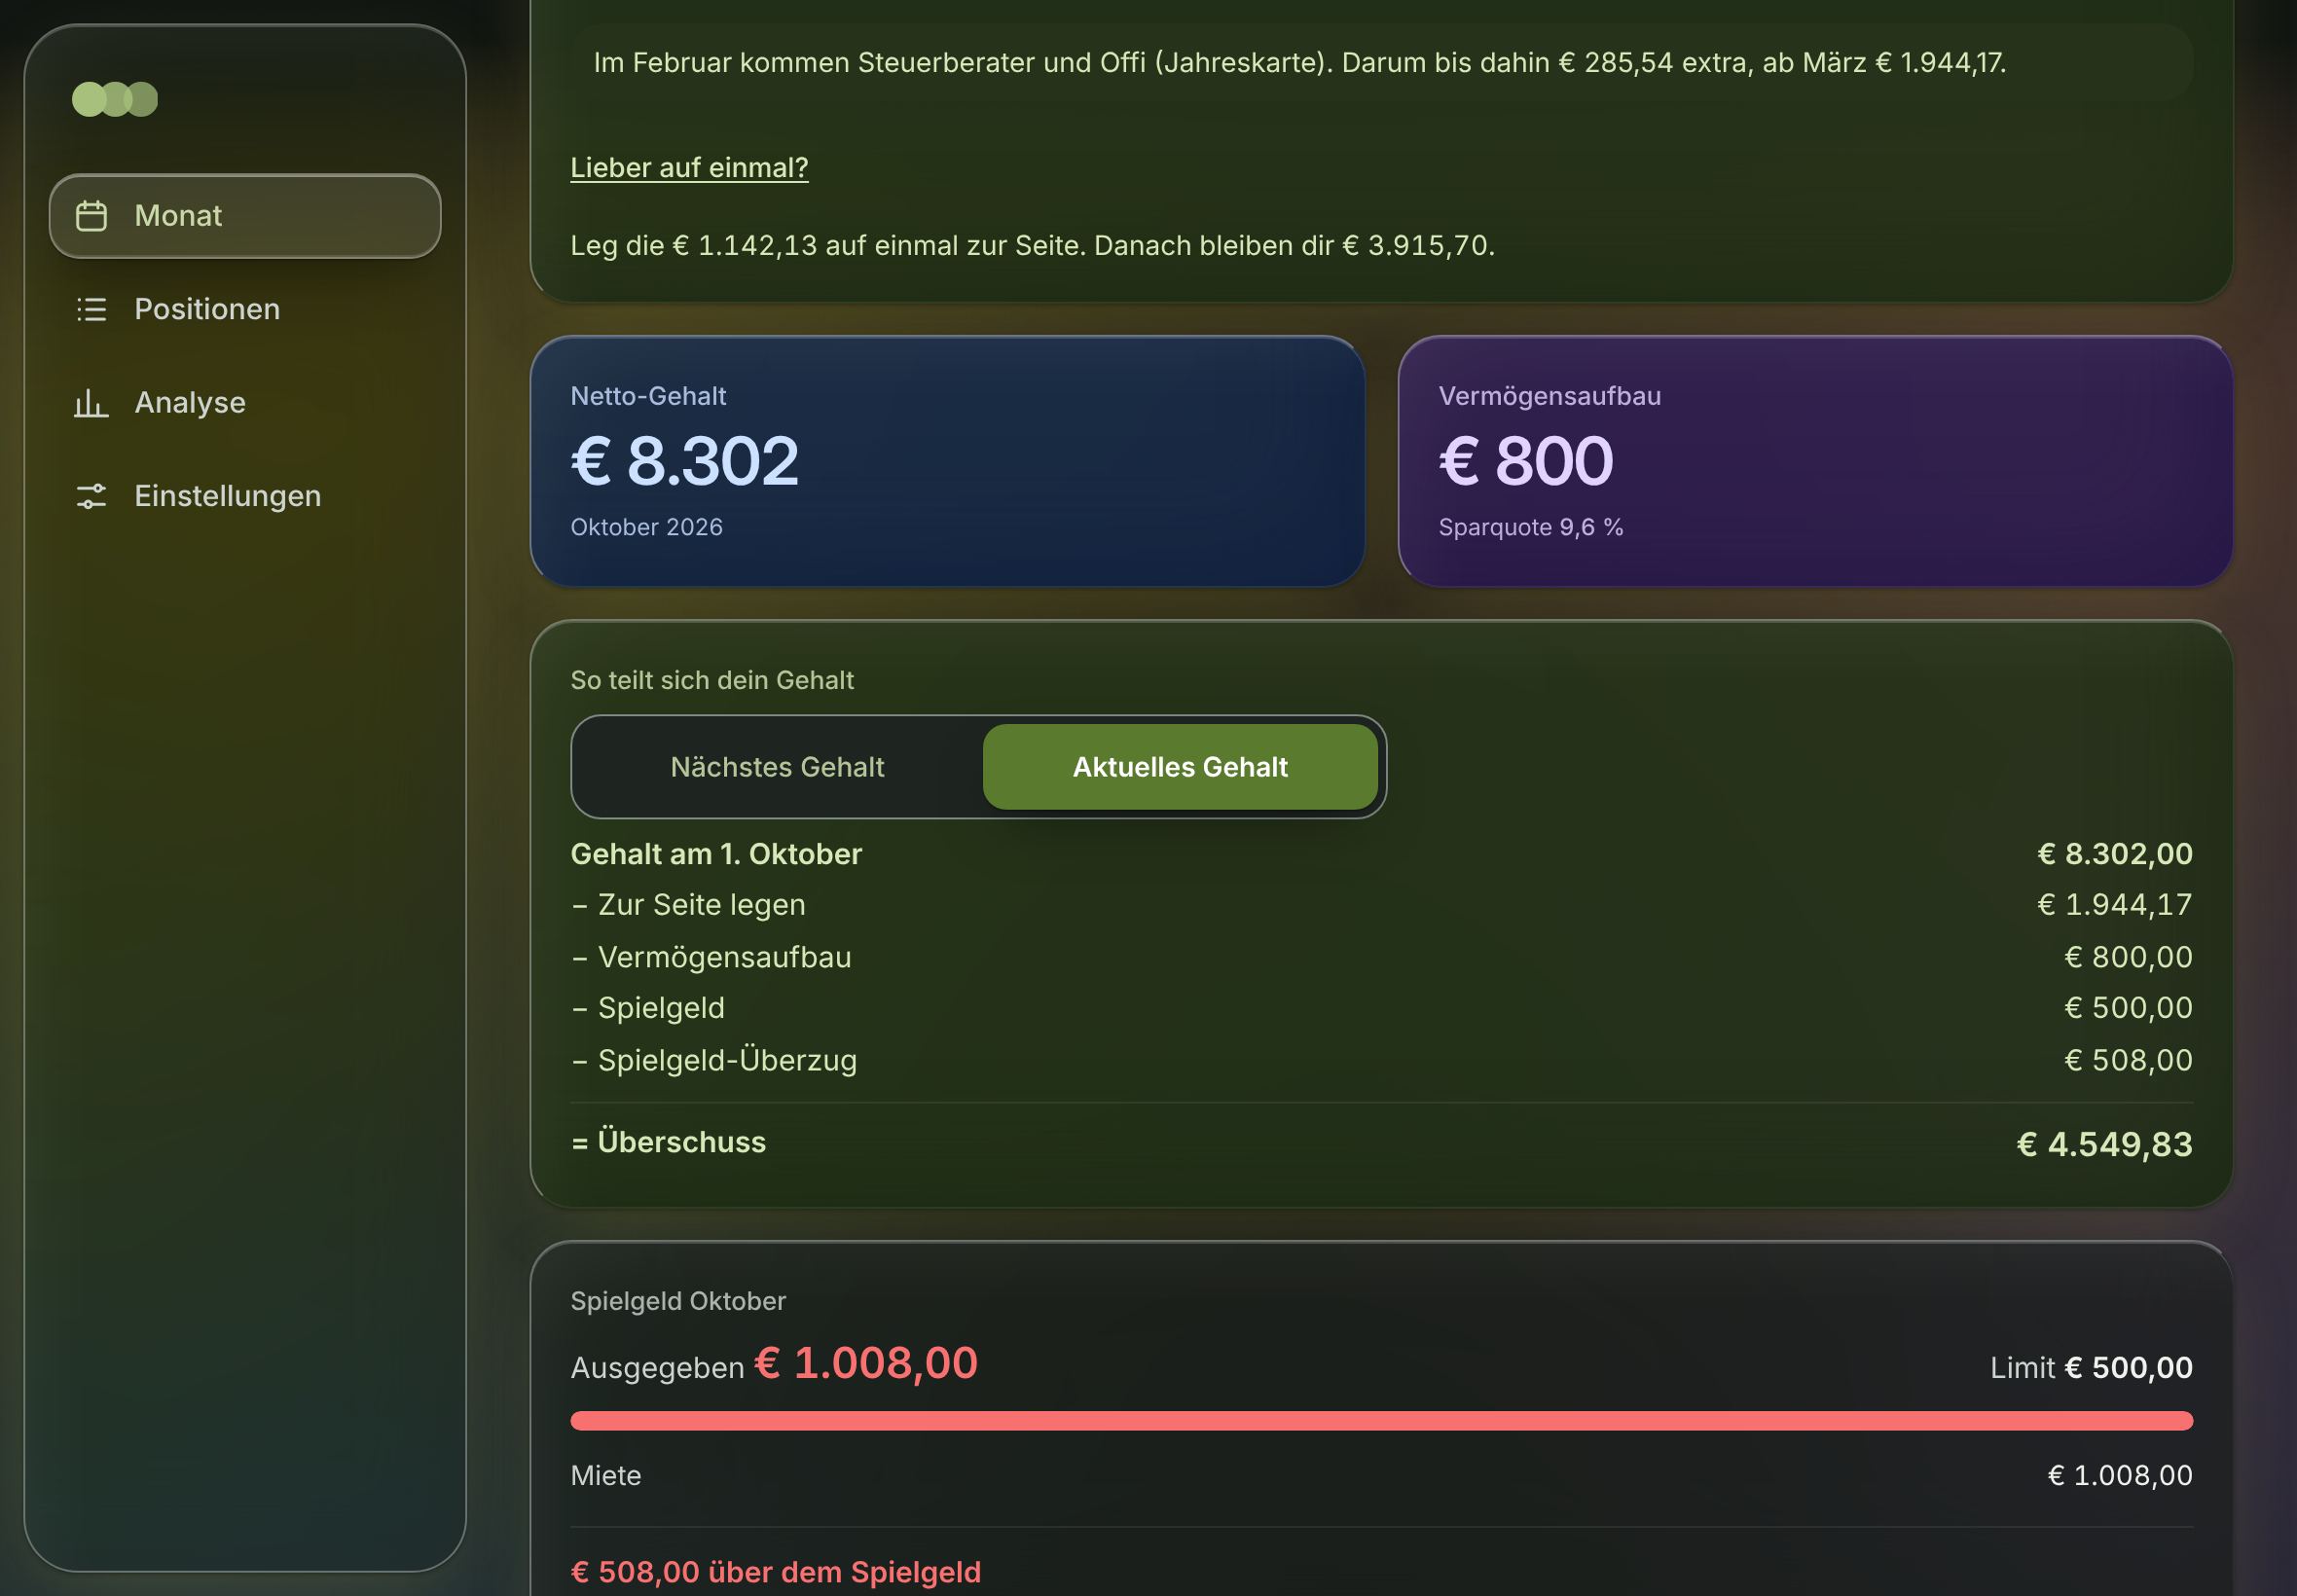 Im Februar kommen Steuerberater und Offi (Jahreskarte). Darum bis dahin € 285,54 extra, ab März € 1.944,17.
Lieber auf einmal?
Leg die € 1.142,13 auf einmal zur Seite. Danach bleiben dir € 3.915,70.
Monat
Positionen
Analyse
Einstellungen
Netto-Gehalt
€ 8.302
Oktober 2026
Vermögensaufbau
€ 800
Sparquote 9,6 %
So teilt sich dein Gehalt
Nächstes Gehalt Aktuelles Gehalt
Gehalt am 1. Oktober € 8.302,00
− Zur Seite legen € 1.944,17
− Vermögensaufbau € 800,00
− Spielgeld € 500,00
− Spielgeld-Überzug € 508,00
= Überschuss € 4.549,83
Spielgeld Oktober
Ausgegeben € 1.008,00 Limit € 500,00
Miete € 1.008,00
€ 508,00 über dem Spielgeld